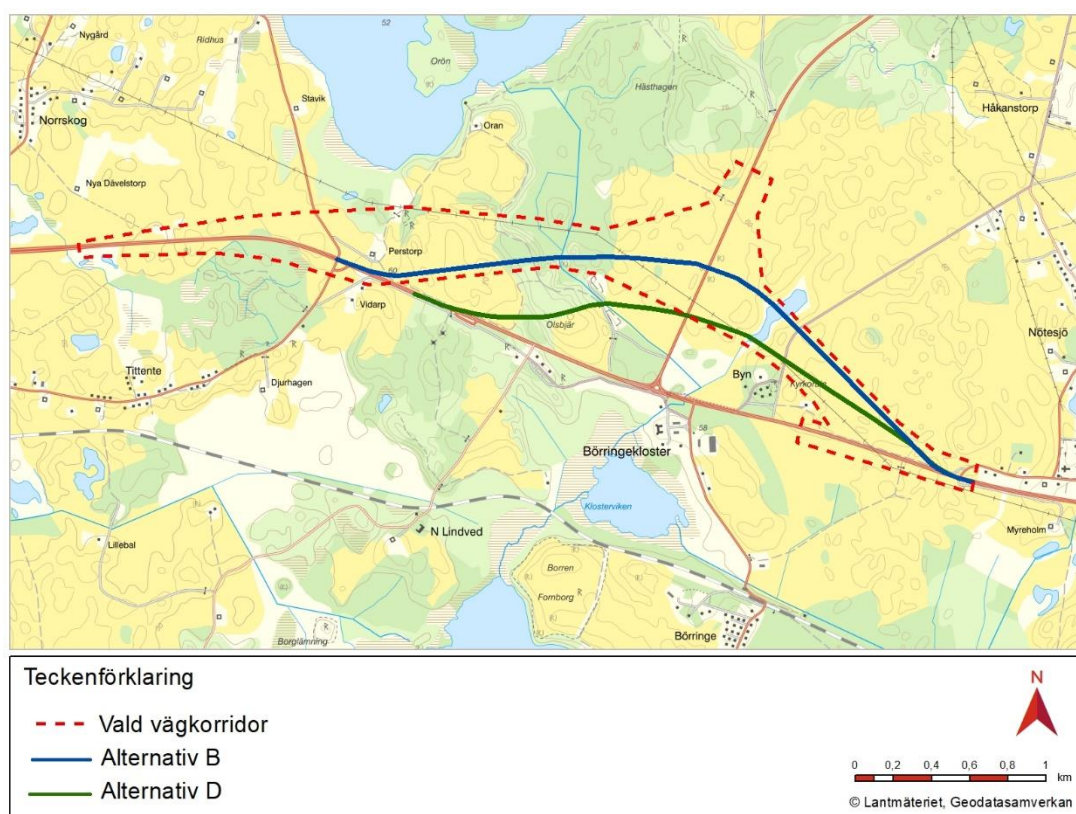 52
Nygård
Ridhus
R
Orön
(K)
Hästhagen
Stavik
Håkanstorp
Norrskog
Oran
Nya Dävelstorp
Perstorp
60
Vidarp
Olsbjär
Nötesjö
Tittente
Djurhagen
Byn
Kyrkoruin
58
Börringekloster
Klosterviken
N Lindved
Myreholm
Lillebal
Borren
Fornborg
Borglämning
Börringe
Teckenförklaring
Vald vägkorridor
Alternativ B
Alternativ D
N
0 0,2 0,4 0,6 0,8 1
km
© Lantmäteriet, Geodatasamverkan